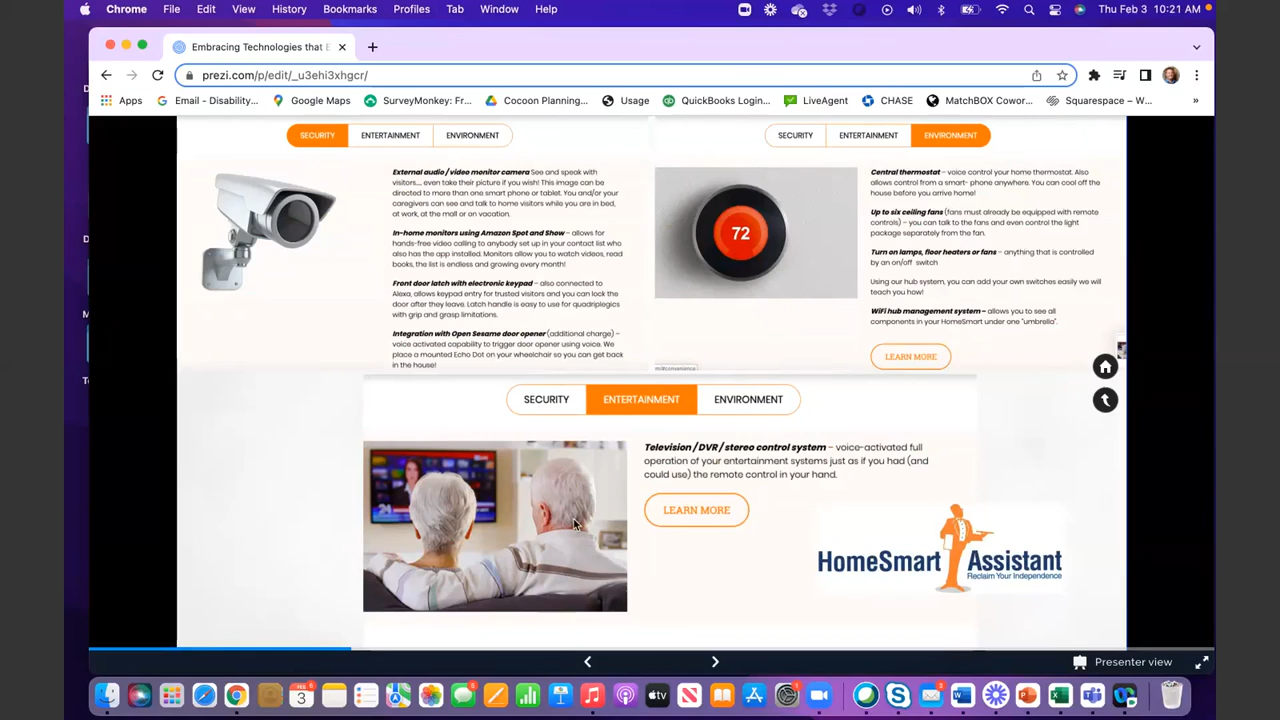 Chrome File Edit View History Bookmarks Profiles Tab Window Help Thu Feb 3 10:21 AM
Embracing Technologies that E
prezi.com/p/edit/_u3ehi3xhgcr/
Apps Email - Disability... Google Maps SurveyMonkey: Fr... Cocoon Planning... Usage QuickBooks Login... LiveAgent CHASE MatchBOX Cowor... Squarespace – W... »
SECURITY ENTERTAINMENT ENVIRONMENT
External audio / video monitor camera See and speak with
visitors.... even take their picture if you wish! This image can be
directed to more than one smart phone or tablet. You and/or your
caregivers can see and talk to home visitors while you are in bed,
at work, at the mall or on vacation.
In-home monitors using Amazon Spot and Show – allows for
hands-free video calling to anybody set up in your contact list who
also has the app installed. Monitors allow you to watch videos, read
books, the list is endless and growing every month!
Front door latch with electronic keypad – also connected to
Alexa, allows keypad entry for trusted visitors and you can lock the
door after they leave. Latch handle is easy to use for quadriplegics
with grip and grasp limitations.
Integration with Open Sesame door opener (additional charge) –
voice activated capability to trigger door opener using voice. We
place a mounted Echo Dot on your wheelchair so you can get back
in the house!
SECURITY ENTERTAINMENT ENVIRONMENT
72
Central thermostat – voice control your home thermostat. Also
allows control from a smart- phone anywhere. You can cool off the
house before you arrive home!
Up to six ceiling fans (fans must already be equipped with remote
controls) – you can talk to the fans and even control the light
package separately from the fan.
Turn on lamps, floor heaters or fans – anything that is controlled
by an on/off switch
Using our hub system, you can add your own switches easily we will
teach you how!
WiFi hub management system – allows you to see all
components in your HomeSmart under one "umbrella".
LEARN MORE
SECURITY ENTERTAINMENT ENVIRONMENT
Television / DVR / stereo control system – voice-activated full
operation of your entertainment systems just as if you had (and
could use) the remote control in your hand.
LEARN MORE
24
HomeSmart Assistant
Reclaim Your Independence
Presenter view
FEB 6
3
tv